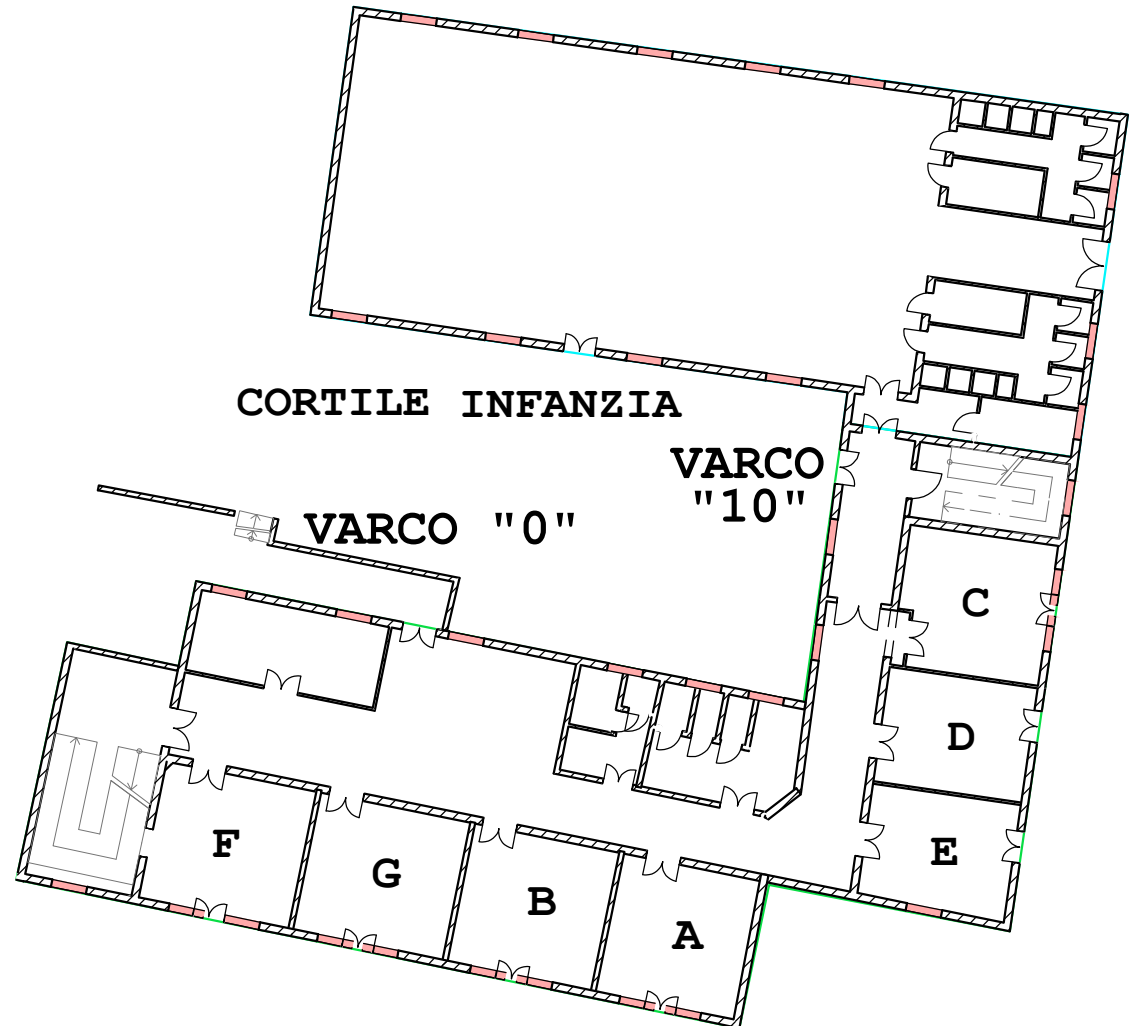 CORTILE INFANZIA
VARCO
"10"
VARCO "0"
C
D
E
F
G
B
A